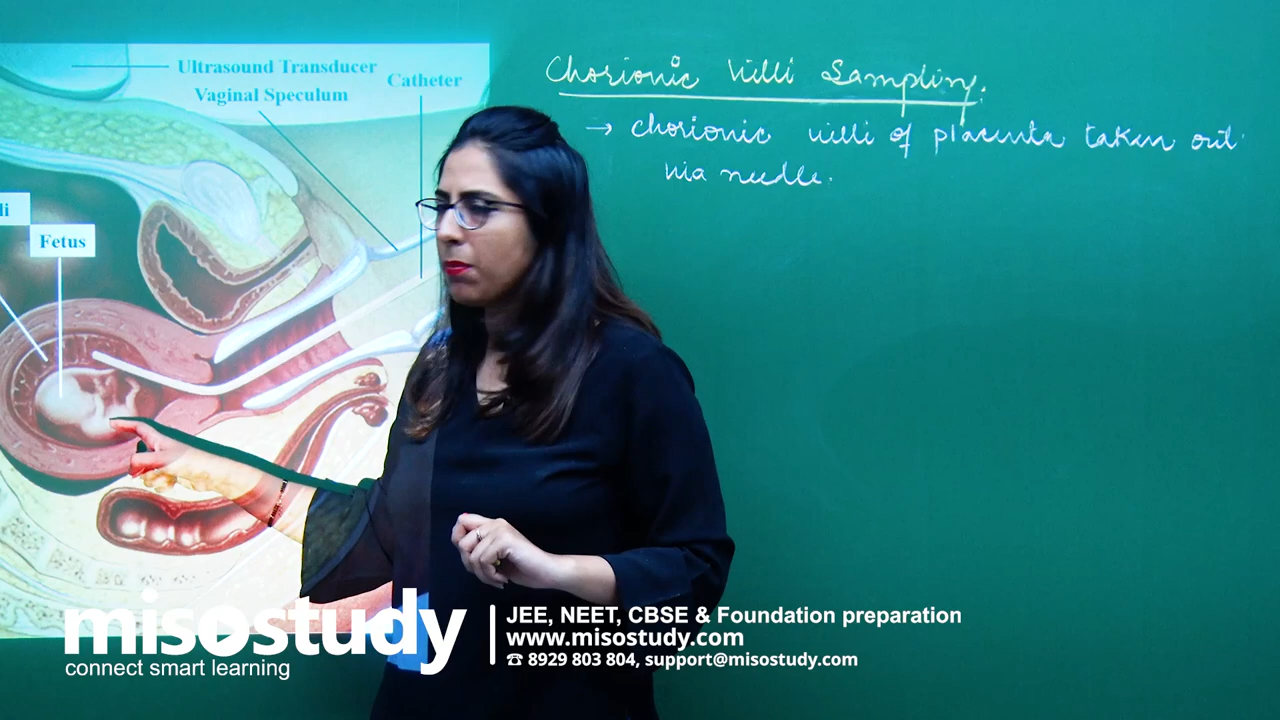 Ultrasound Transducer
Vaginal Speculum
Catheter
li
Fetus
Chorionic Villi Sampling.
→ chorionic villi of placenta taken out
via needle.
misostudy
connect smart learning
JEE, NEET, CBSE & Foundation preparation
www.misostudy.com
☎ 8929 803 804, support@misostudy.com